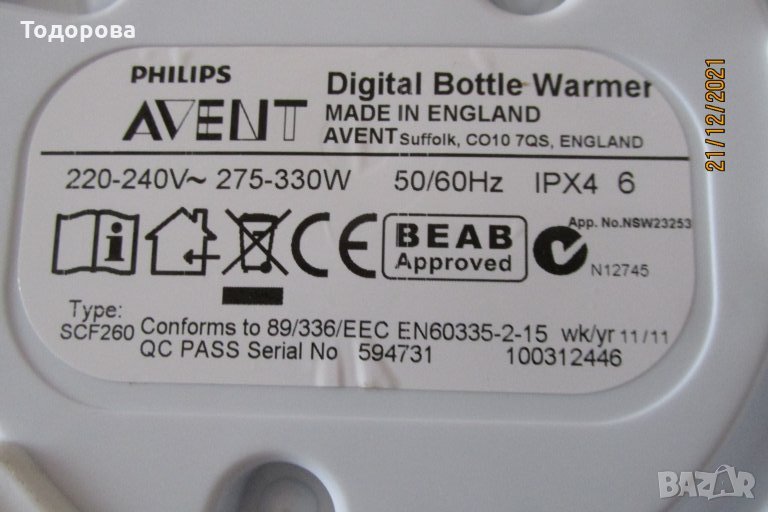 Тодорова
21/12/2021
PHILIPS
AVENT
Digital Bottle Warmer
MADE IN ENGLAND
AVENT Suffolk, CO10 7QS, ENGLAND
220-240V~ 275-330W 50/60Hz IPX4 6
i
CE
BEAB
Approved
App. No.NSW23253
N12745
Type:
SCF260
Conforms to 89/336/EEC EN60335-2-15 wk/yr 11/11
QC PASS Serial No 594731 100312446
BAZAR